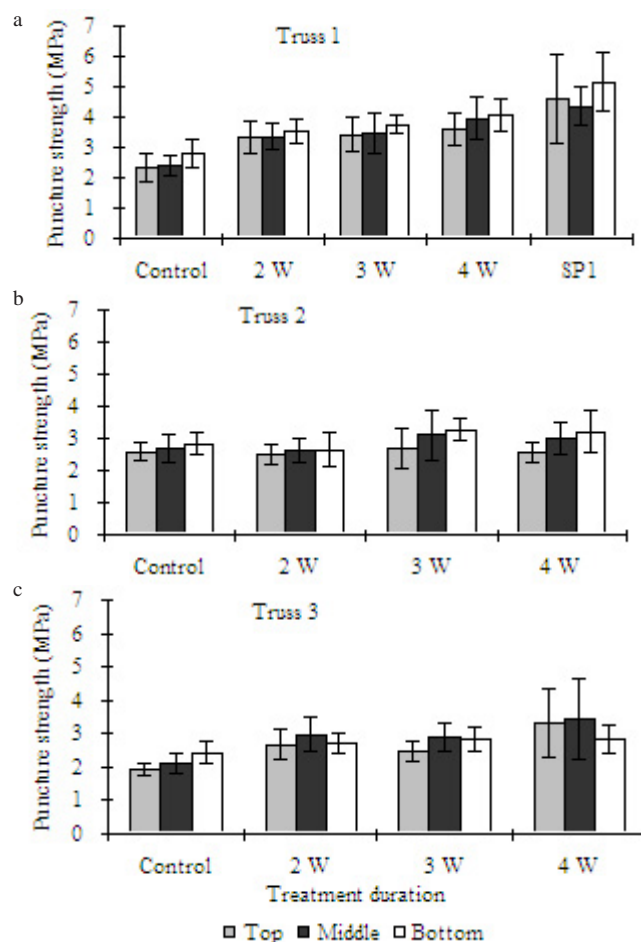 a
Truss 1
Puncture strength (MPa)
7
6
5
4
3
2
1
0
Control 2 W 3 W 4 W SP1
b
Truss 2
Puncture strength (MPa)
7
6
5
4
3
2
1
0
Control 2 W 3 W 4 W
c
Truss 3
Puncture strength (MPa)
7
6
5
4
3
2
1
0
Control 2 W 3 W 4 W
Treatment duration
Top Middle Bottom